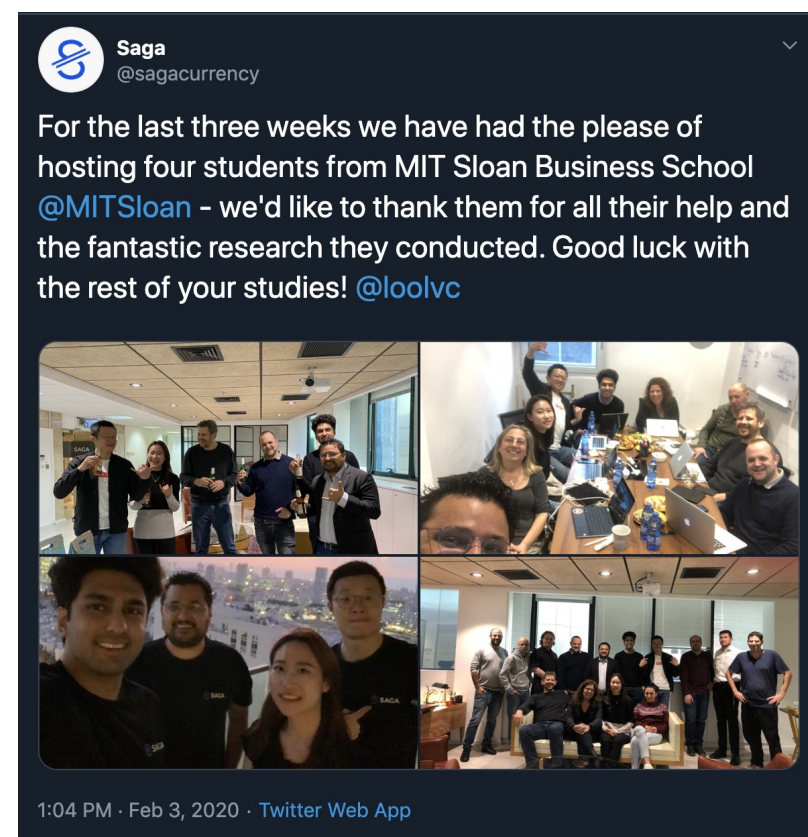 Saga
@sagacurrency
For the last three weeks we have had the please of
hosting four students from MIT Sloan Business School
@MITSloan - we'd like to thank them for all their help and
the fantastic research they conducted. Good luck with
the rest of your studies! @loolvc
SAGA
SAGA
SAGA
1:04 PM · Feb 3, 2020 · Twitter Web App